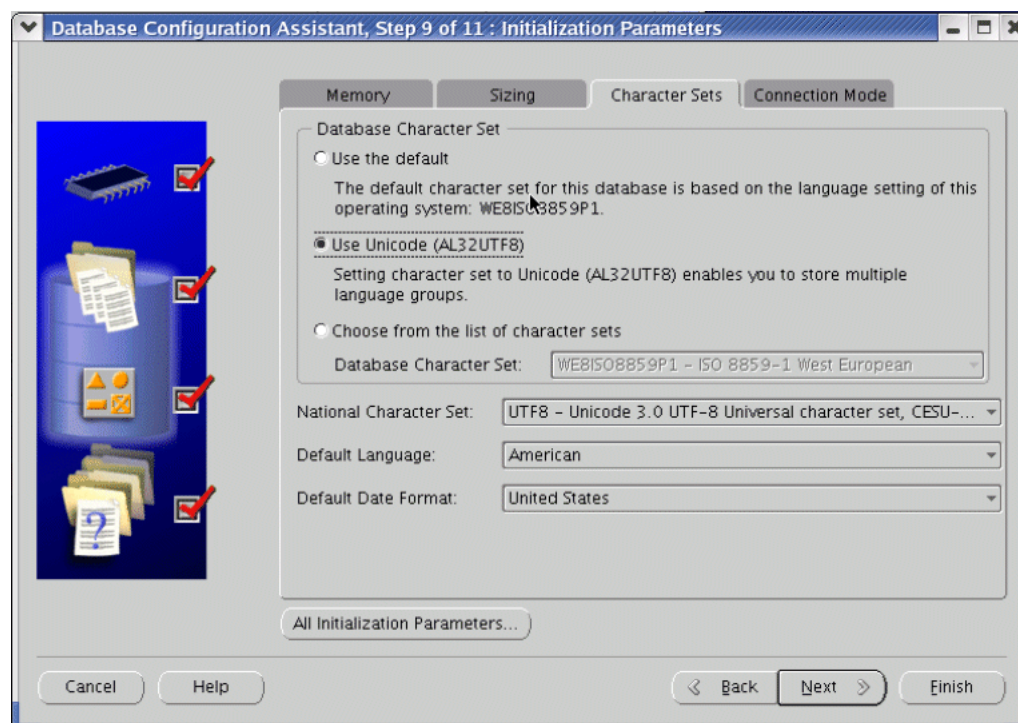 Database Configuration Assistant, Step 9 of 11 : Initialization Parameters
Memory
Sizing
Character Sets
Connection Mode
Database Character Set
Use the default
The default character set for this database is based on the language setting of this
operating system: WE8ISO8859P1.
Use Unicode (AL32UTF8)
Setting character set to Unicode (AL32UTF8) enables you to store multiple
language groups.
Choose from the list of character sets
Database Character Set:
WE8ISO8859P1 - ISO 8859-1 West European
National Character Set:
UTF8 - Unicode 3.0 UTF-8 Universal character set, CESU-...
Default Language:
American
Default Date Format:
United States
?
All Initialization Parameters...
Cancel
Help
Back
Next
Finish